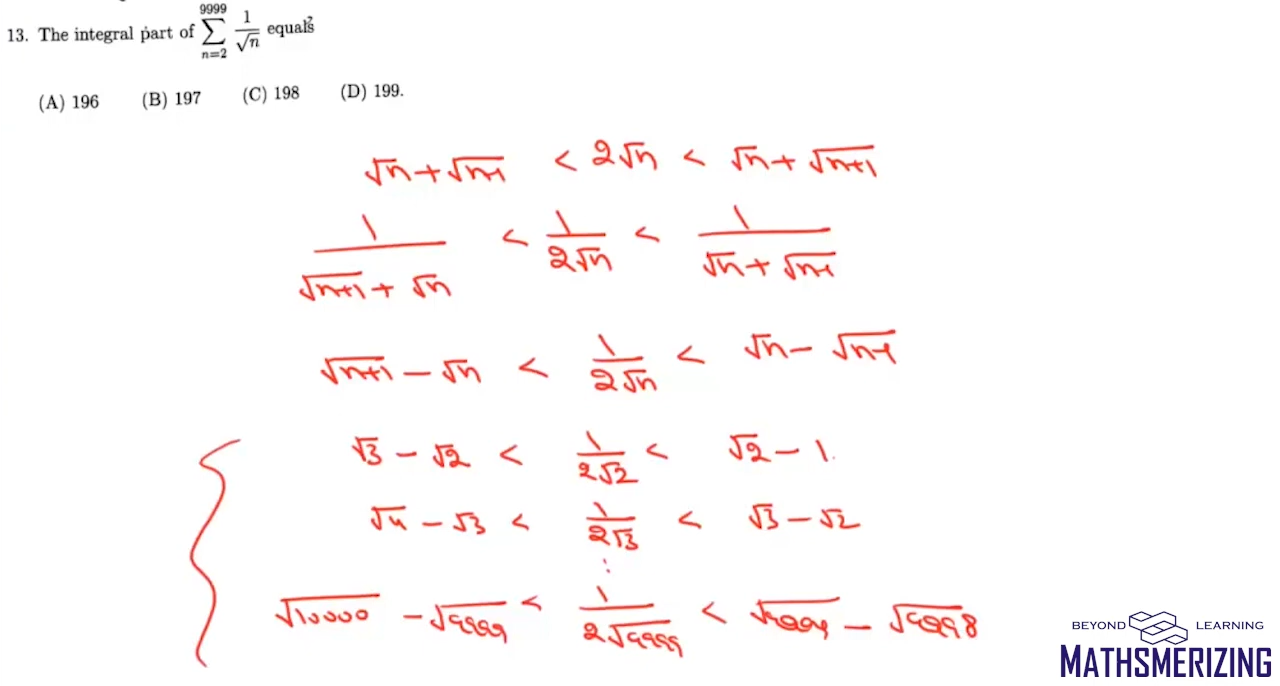 13. The integral part of \sum_{n=2}^{9999} \frac{1}{\sqrt{n}} equals
(A) 196 (B) 197 (C) 198 (D) 199.
√n + √(n-1) < 2√n < √n + √(n+1)
1/(√(n+1) + √n) < 1/(2√n) < 1/(√n + √(n-1))
√(n+1) - √n < 1/(2√n) < √n - √(n-1)
√3 - √2 < 1/(2√2) < √2 - 1.
√4 - √3 < 1/(2√3) < √3 - √2
⋮
√10000 - √9999 < 1/(2√9999) < √9999 - √9998
BEYOND LEARNING
MATHSMERIZING